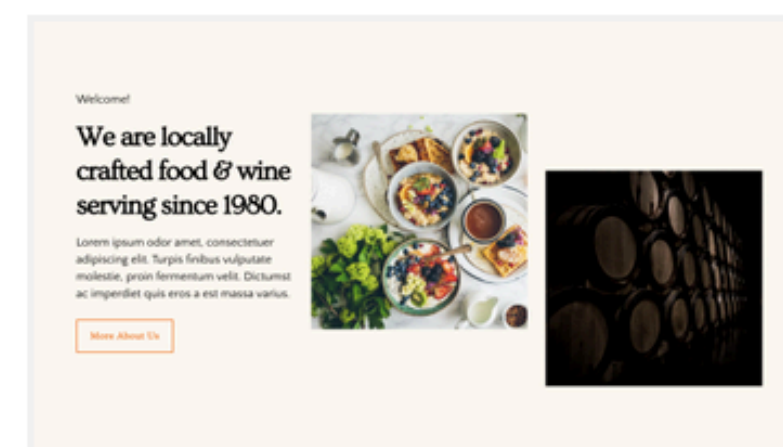 Welcome!
We are locally
crafted food & wine
serving since 1980.
Lorem ipsum odor amet, consectetuer
adipiscing elit. Turpis finibus vulputate
molestie, proin fermentum velit. Dictumst
ac imperdiet quis eros a est massa varius.
More About Us